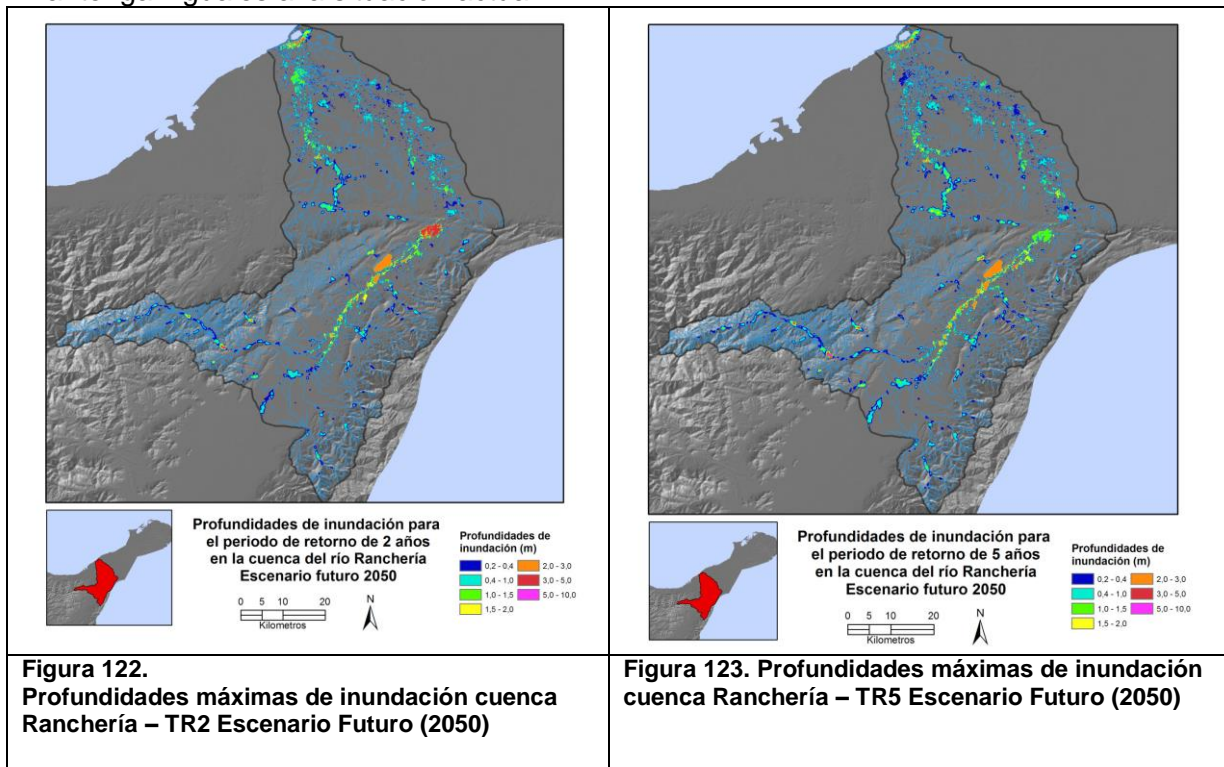 Profundidades de inundación para
el periodo de retorno de 2 años
en la cuenca del río Ranchería
Escenario futuro 2050
0 5 10 20
Kilometros
N
Profundidades de
inundación (m)
0,2 - 0,4
0,4 - 1,0
1,0 - 1,5
1,5 - 2,0
2,0 - 3,0
3,0 - 5,0
5,0 - 10,0
Figura 122.
Profundidades máximas de inundación cuenca
Ranchería – TR2 Escenario Futuro (2050)
Profundidades de inundación para
el periodo de retorno de 5 años
en la cuenca del río Ranchería
Escenario futuro 2050
0 5 10 20
Kilometros
N
Profundidades de
inundación (m)
0,2 - 0,4
0,4 - 1,0
1,0 - 1,5
1,5 - 2,0
2,0 - 3,0
3,0 - 5,0
5,0 - 10,0
Figura 123. Profundidades máximas de inundación
cuenca Ranchería – TR5 Escenario Futuro (2050)